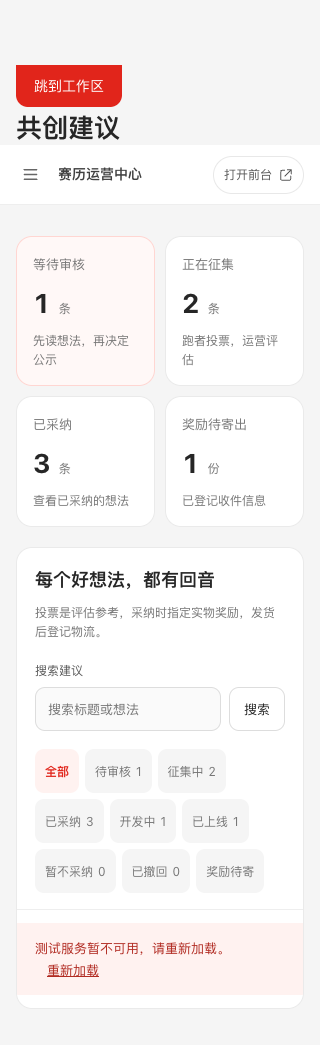 跳到工作区
共创建议
赛历运营中心
打开前台
等待审核
1 条
先读想法，再决定
公示
正在征集
2 条
跑者投票，运营评
估
已采纳
3 条
查看已采纳的想法
奖励待寄出
1 份
已登记收件信息
每个好想法，都有回音
投票是评估参考，采纳时指定实物奖励，发货
后登记物流。
搜索建议
搜索标题或想法
搜索
全部 待审核 1 征集中 2
已采纳 3 开发中 1 已上线 1
暂不采纳 0 已撤回 0 奖励待寄
测试服务暂不可用，请重新加载。
重新加载